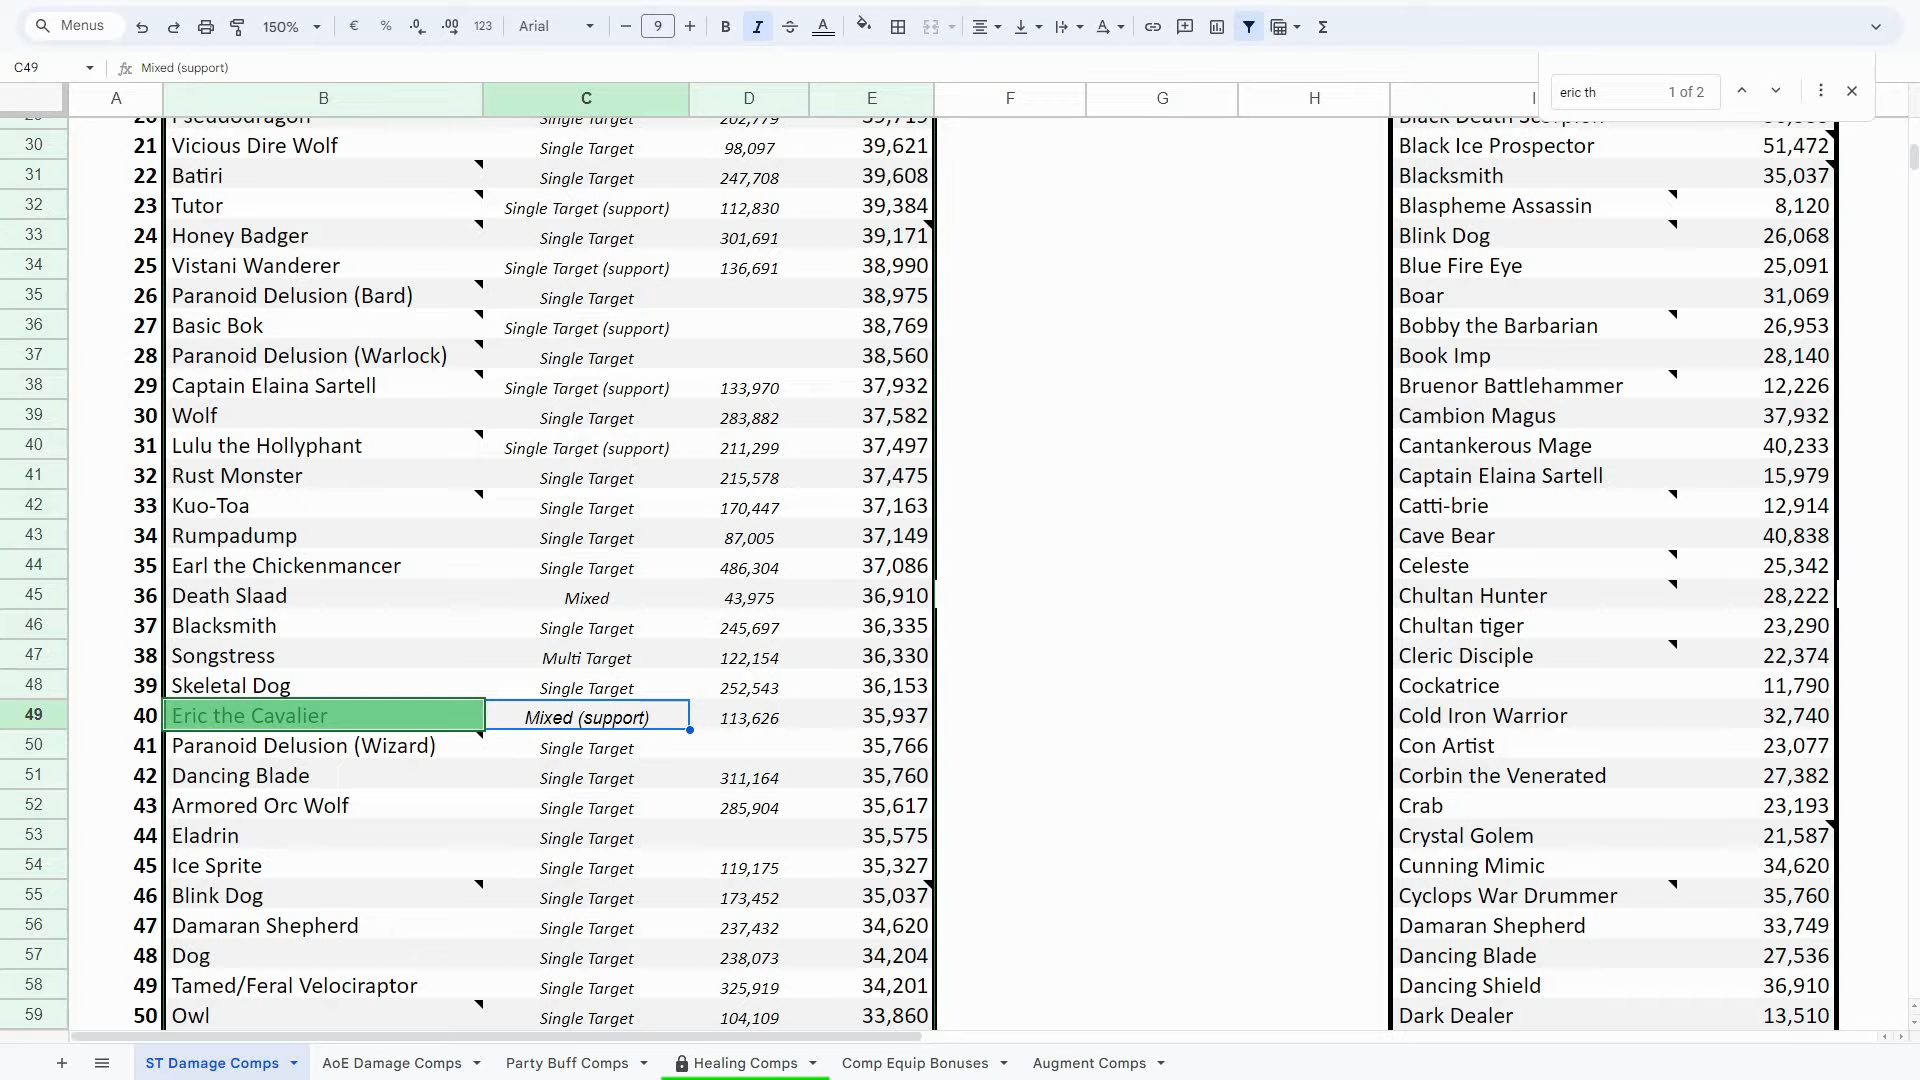 Menus 150% € % .0 .00 123 Arial 9 B I A Σ
C49 fx Mixed (support)
eric th 1 of 2
A B C D E F G H I
20 Pseudodragon Single Target 202,779 39,719
30 21 Vicious Dire Wolf Single Target 98,097 39,621 Black Ice Prospector 51,472
31 22 Batiri Single Target 247,708 39,608 Blacksmith 35,037
32 23 Tutor Single Target (support) 112,830 39,384 Blaspheme Assassin 8,120
33 24 Honey Badger Single Target 301,691 39,171 Blink Dog 26,068
34 25 Vistani Wanderer Single Target (support) 136,691 38,990 Blue Fire Eye 25,091
35 26 Paranoid Delusion (Bard) Single Target 38,975 Boar 31,069
36 27 Basic Bok Single Target (support) 38,769 Bobby the Barbarian 26,953
37 28 Paranoid Delusion (Warlock) Single Target 38,560 Book Imp 28,140
38 29 Captain Elaina Sartell Single Target (support) 133,970 37,932 Bruenor Battlehammer 12,226
39 30 Wolf Single Target 283,882 37,582 Cambion Magus 37,932
40 31 Lulu the Hollyphant Single Target (support) 211,299 37,497 Cantankerous Mage 40,233
41 32 Rust Monster Single Target 215,578 37,475 Captain Elaina Sartell 15,979
42 33 Kuo-Toa Single Target 170,447 37,163 Catti-brie 12,914
43 34 Rumpadump Single Target 87,005 37,149 Cave Bear 40,838
44 35 Earl the Chickenmancer Single Target 486,304 37,086 Celeste 25,342
45 36 Death Slaad Mixed 43,975 36,910 Chultan Hunter 28,222
46 37 Blacksmith Single Target 245,697 36,335 Chultan tiger 23,290
47 38 Songstress Multi Target 122,154 36,330 Cleric Disciple 22,374
48 39 Skeletal Dog Single Target 252,543 36,153 Cockatrice 11,790
49 40 Eric the Cavalier Mixed (support) 113,626 35,937 Cold Iron Warrior 32,740
50 41 Paranoid Delusion (Wizard) Single Target 35,766 Con Artist 23,077
51 42 Dancing Blade Single Target 311,164 35,760 Corbin the Venerated 27,382
52 43 Armored Orc Wolf Single Target 285,904 35,617 Crab 23,193
53 44 Eladrin Single Target 35,575 Crystal Golem 21,587
54 45 Ice Sprite Single Target 119,175 35,327 Cunning Mimic 34,620
55 46 Blink Dog Single Target 173,452 35,037 Cyclops War Drummer 35,760
56 47 Damaran Shepherd Single Target 237,432 34,620 Damaran Shepherd 33,749
57 48 Dog Single Target 238,073 34,204 Dancing Blade 27,536
58 49 Tamed/Feral Velociraptor Single Target 325,919 34,201 Dancing Shield 36,910
59 50 Owl Single Target 104,109 33,860 Dark Dealer 13,510
ST Damage Comps AoE Damage Comps Party Buff Comps Healing Comps Comp Equip Bonuses Augment Comps